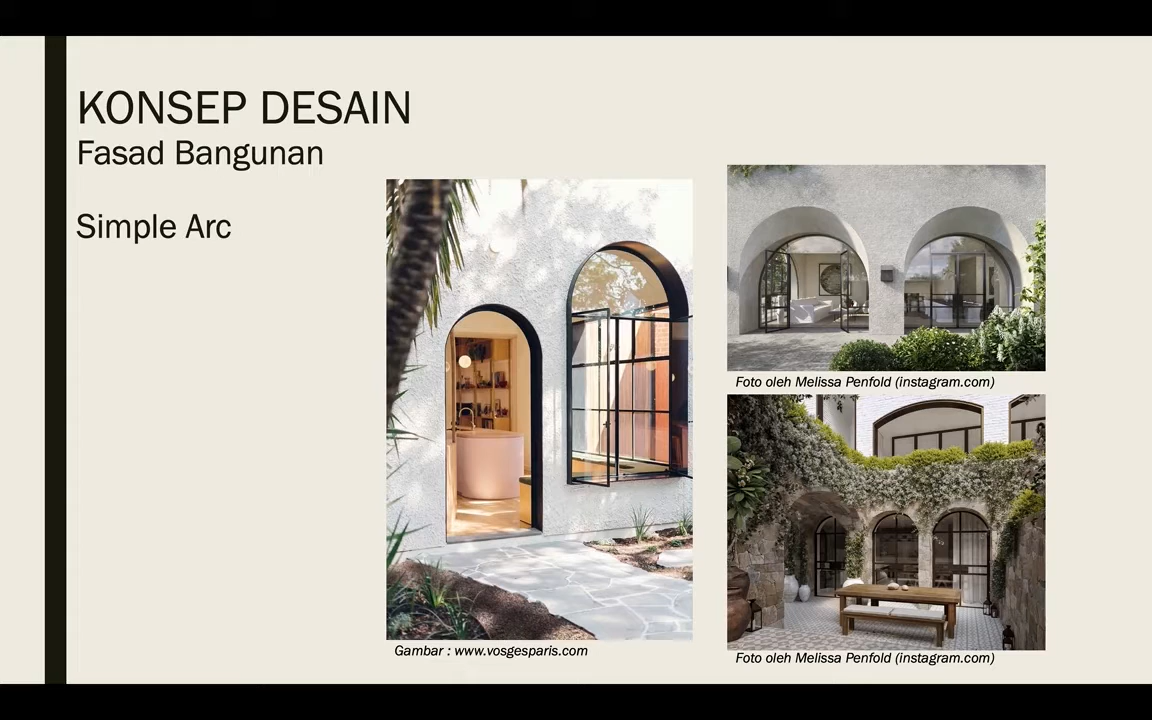 KONSEP DESAIN
Fasad Bangunan
Simple Arc
Gambar : www.vosgesparis.com
Foto oleh Melissa Penfold (instagram.com)
Foto oleh Melissa Penfold (instagram.com)